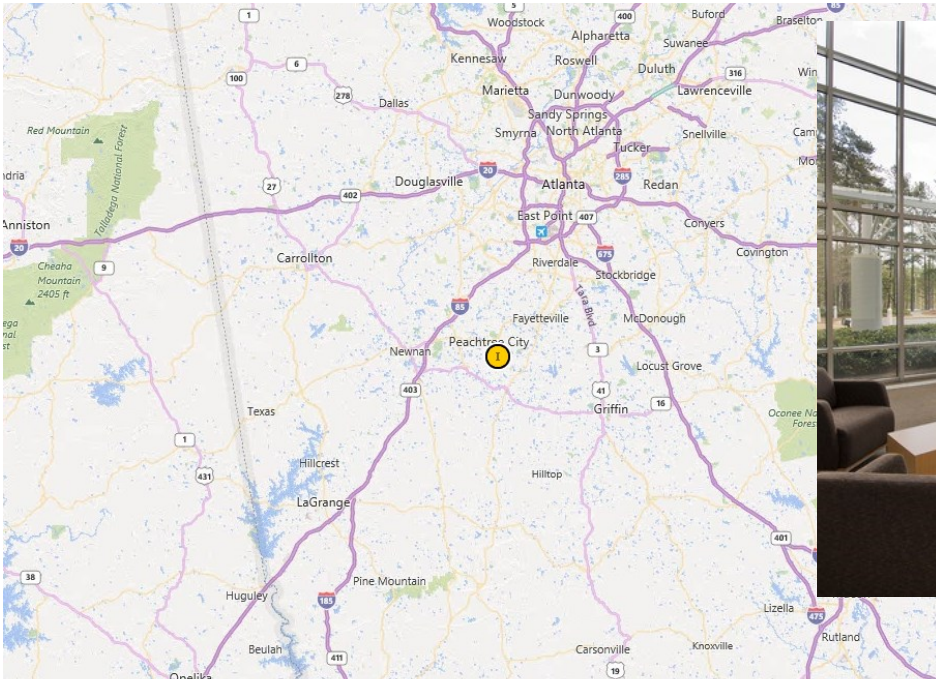 5
85
1
Woodstock
400
Buford
Braselton
Alpharetta
Suwanee
Kennesaw
Roswell
6
Duluth
316
100
278
Marietta
Dunwoody
Lawrenceville
Dallas
Sandy Springs
Smyrna
North Atlanta
Snellville
Red Mountain
Tucker
Talladega National Forest
20
285
27
402
Douglasville
Atlanta
Redan
Anniston
East Point
407
Conyers
20
675
Covington
Cheaha
Mountain
2405 ft
9
Carrollton
Riverdale
Stockbridge
85
Tara Blvd
Fayetteville
McDonough
Newnan
Peachtree City
I
3
Locust Grove
403
41
16
Texas
Griffin
1
431
Hillcrest
Hilltop
LaGrange
401
38
Pine Mountain
Huguley
185
Lizella
475
Rutland
Beulah
411
Carsonville
Knoxville
19
Opelika